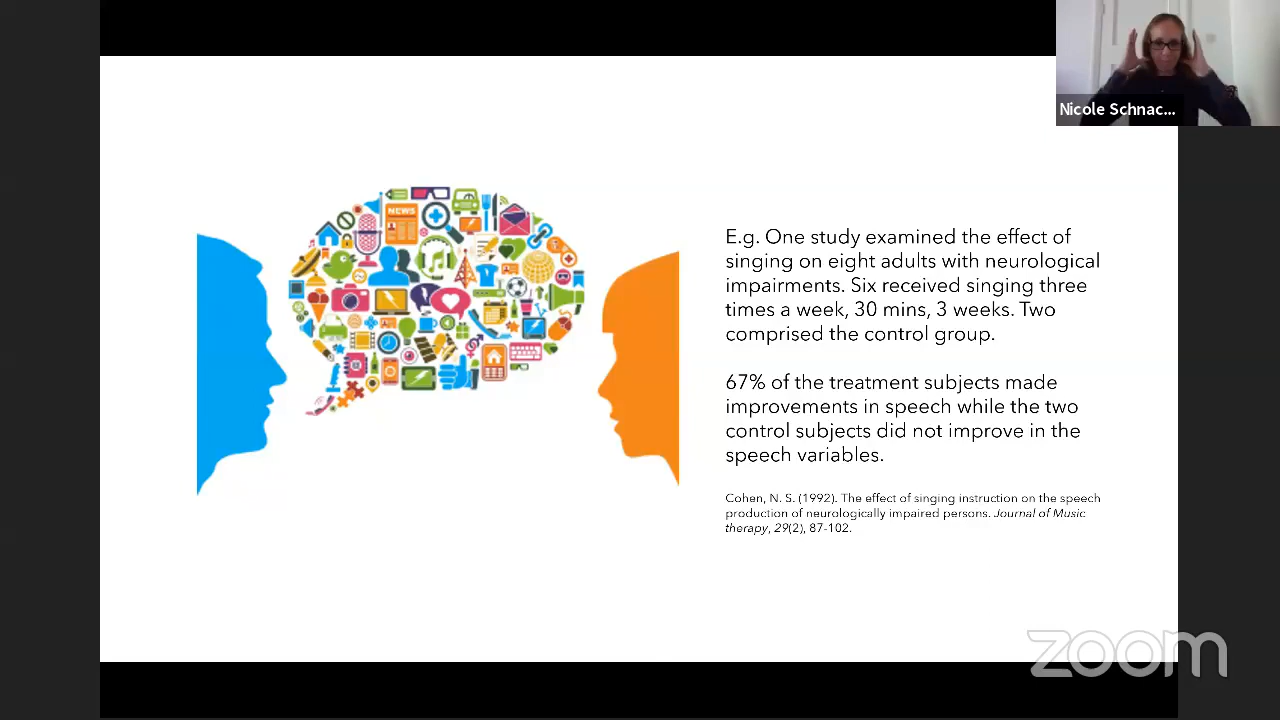 Nicole Schnac...
NEWS
E.g. One study examined the effect of
singing on eight adults with neurological
impairments. Six received singing three
times a week, 30 mins, 3 weeks. Two
comprised the control group.
67% of the treatment subjects made
improvements in speech while the two
control subjects did not improve in the
speech variables.
Cohen, N. S. (1992). The effect of singing instruction on the speech
production of neurologically impaired persons. Journal of Music
therapy, 29(2), 87-102.
zoom